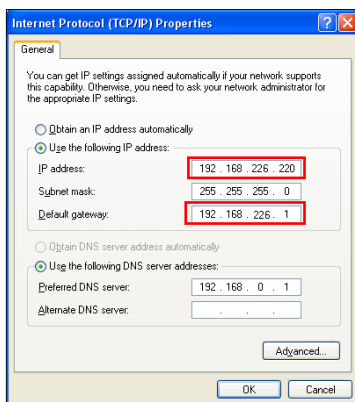 Internet Protocol (TCP/IP) Properties
General
You can get IP settings assigned automatically if your network supports
this capability. Otherwise, you need to ask your network administrator for
the appropriate IP settings.
Obtain an IP address automatically
Use the following IP address:
IP address: 192 . 168 . 226 . 220
Subnet mask: 255 . 255 . 255 . 0
Default gateway: 192 . 168 . 226 . 1
Obtain DNS server address automatically
Use the following DNS server addresses:
Preferred DNS server: 192 . 168 . 0 . 1
Alternate DNS server: . . .
Advanced...
OK Cancel